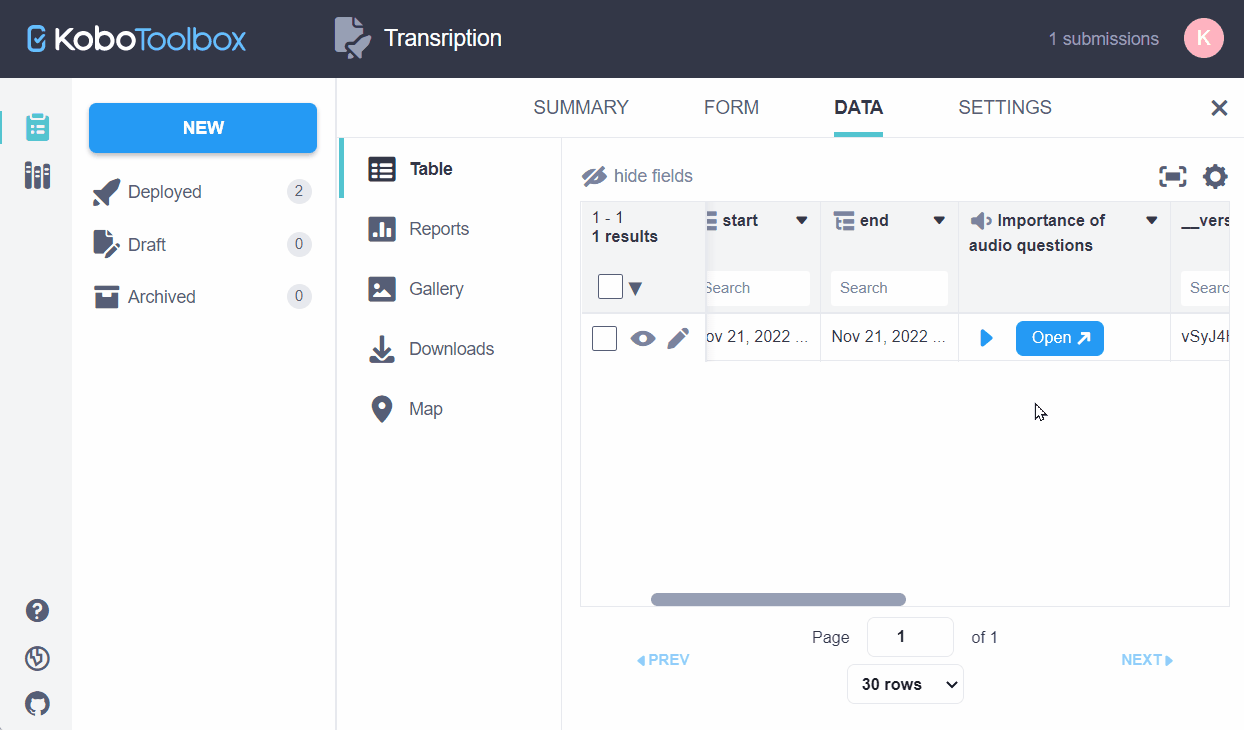 KoboToolbox
Transription
1 submissions
K
SUMMARY
FORM
DATA
SETTINGS
NEW
Deployed
2
Draft
0
Archived
0
Table
Reports
Gallery
Downloads
Map
hide fields
1 - 1
1 results
start
end
Importance of
audio questions
__vers
Search
Search
Searc
ov 21, 2022 ...
Nov 21, 2022 ...
Open
vSyJ4
Page
1
of 1
PREV
NEXT
30 rows